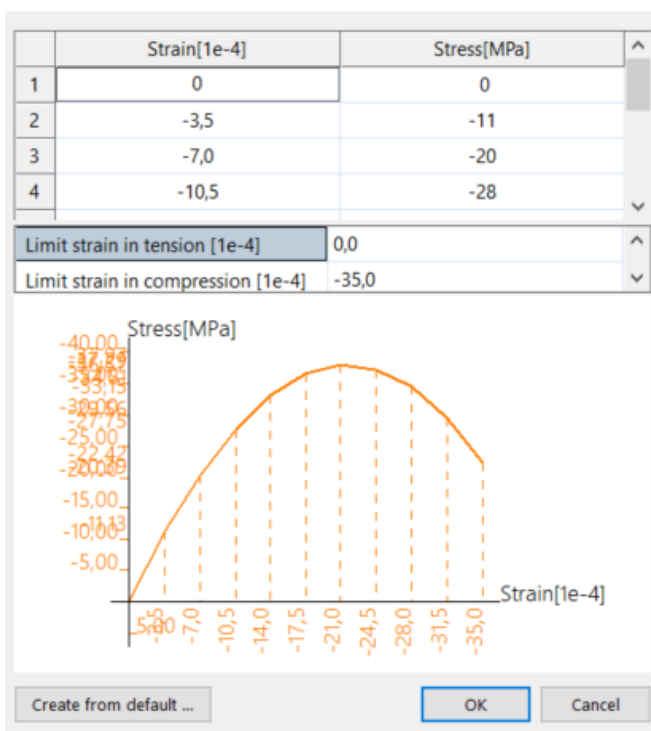 Strain[1e-4] Stress[MPa]
1 0 0
2 -3,5 -11
3 -7,0 -20
4 -10,5 -28
Limit strain in tension [1e-4] 0,0
Limit strain in compression [1e-4] -35,0
Stress[MPa]
-40,00
-27,75
-25,00
-22,42
-15,00
-11,13
-5,00
Strain[1e-4]
-7,0 -10,5 -14,0 -17,5 -21,0 -24,5 -28,0 -31,5 -35,0
Create from default ... OK Cancel